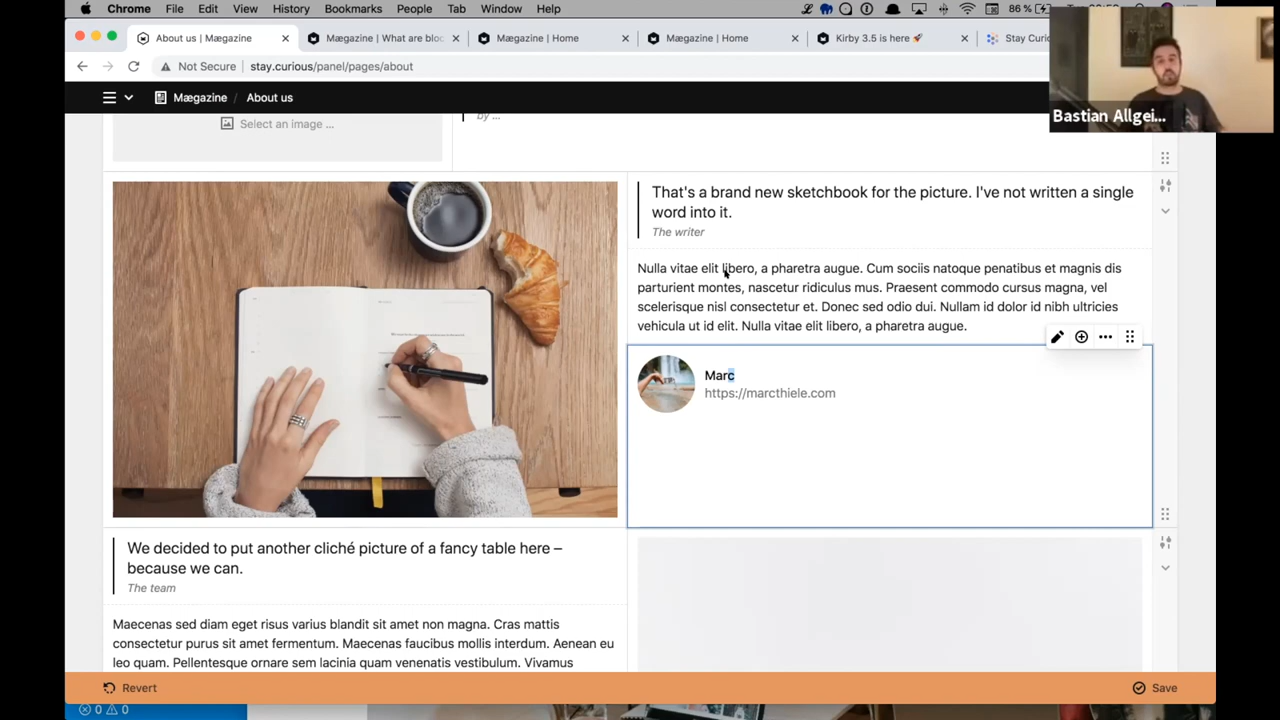 Chrome File Edit View History Bookmarks People Tab Window Help 86 %
About us | Mægazine Mægazine | What are bloc Mægazine | Home Mægazine | Home Kirby 3.5 is here 🚀 Stay Curio
Not Secure stay.curious/panel/pages/about
Mægazine / About us
Bastian Allgei...
Select an image ...
by ...
That's a brand new sketchbook for the picture. I've not written a single
word into it.
The writer
Nulla vitae elit libero, a pharetra augue. Cum sociis natoque penatibus et magnis dis
parturient montes, nascetur ridiculus mus. Praesent commodo cursus magna, vel
scelerisque nisl consectetur et. Donec sed odio dui. Nullam id dolor id nibh ultricies
vehicula ut id elit. Nulla vitae elit libero, a pharetra augue.
Marc
https://marcthiele.com
We decided to put another cliché picture of a fancy table here –
because we can.
The team
Maecenas sed diam eget risus varius blandit sit amet non magna. Cras mattis
consectetur purus sit amet fermentum. Maecenas faucibus mollis interdum. Aenean eu
leo quam. Pellentesque ornare sem lacinia quam venenatis vestibulum. Vivamus
Revert Save
0 0